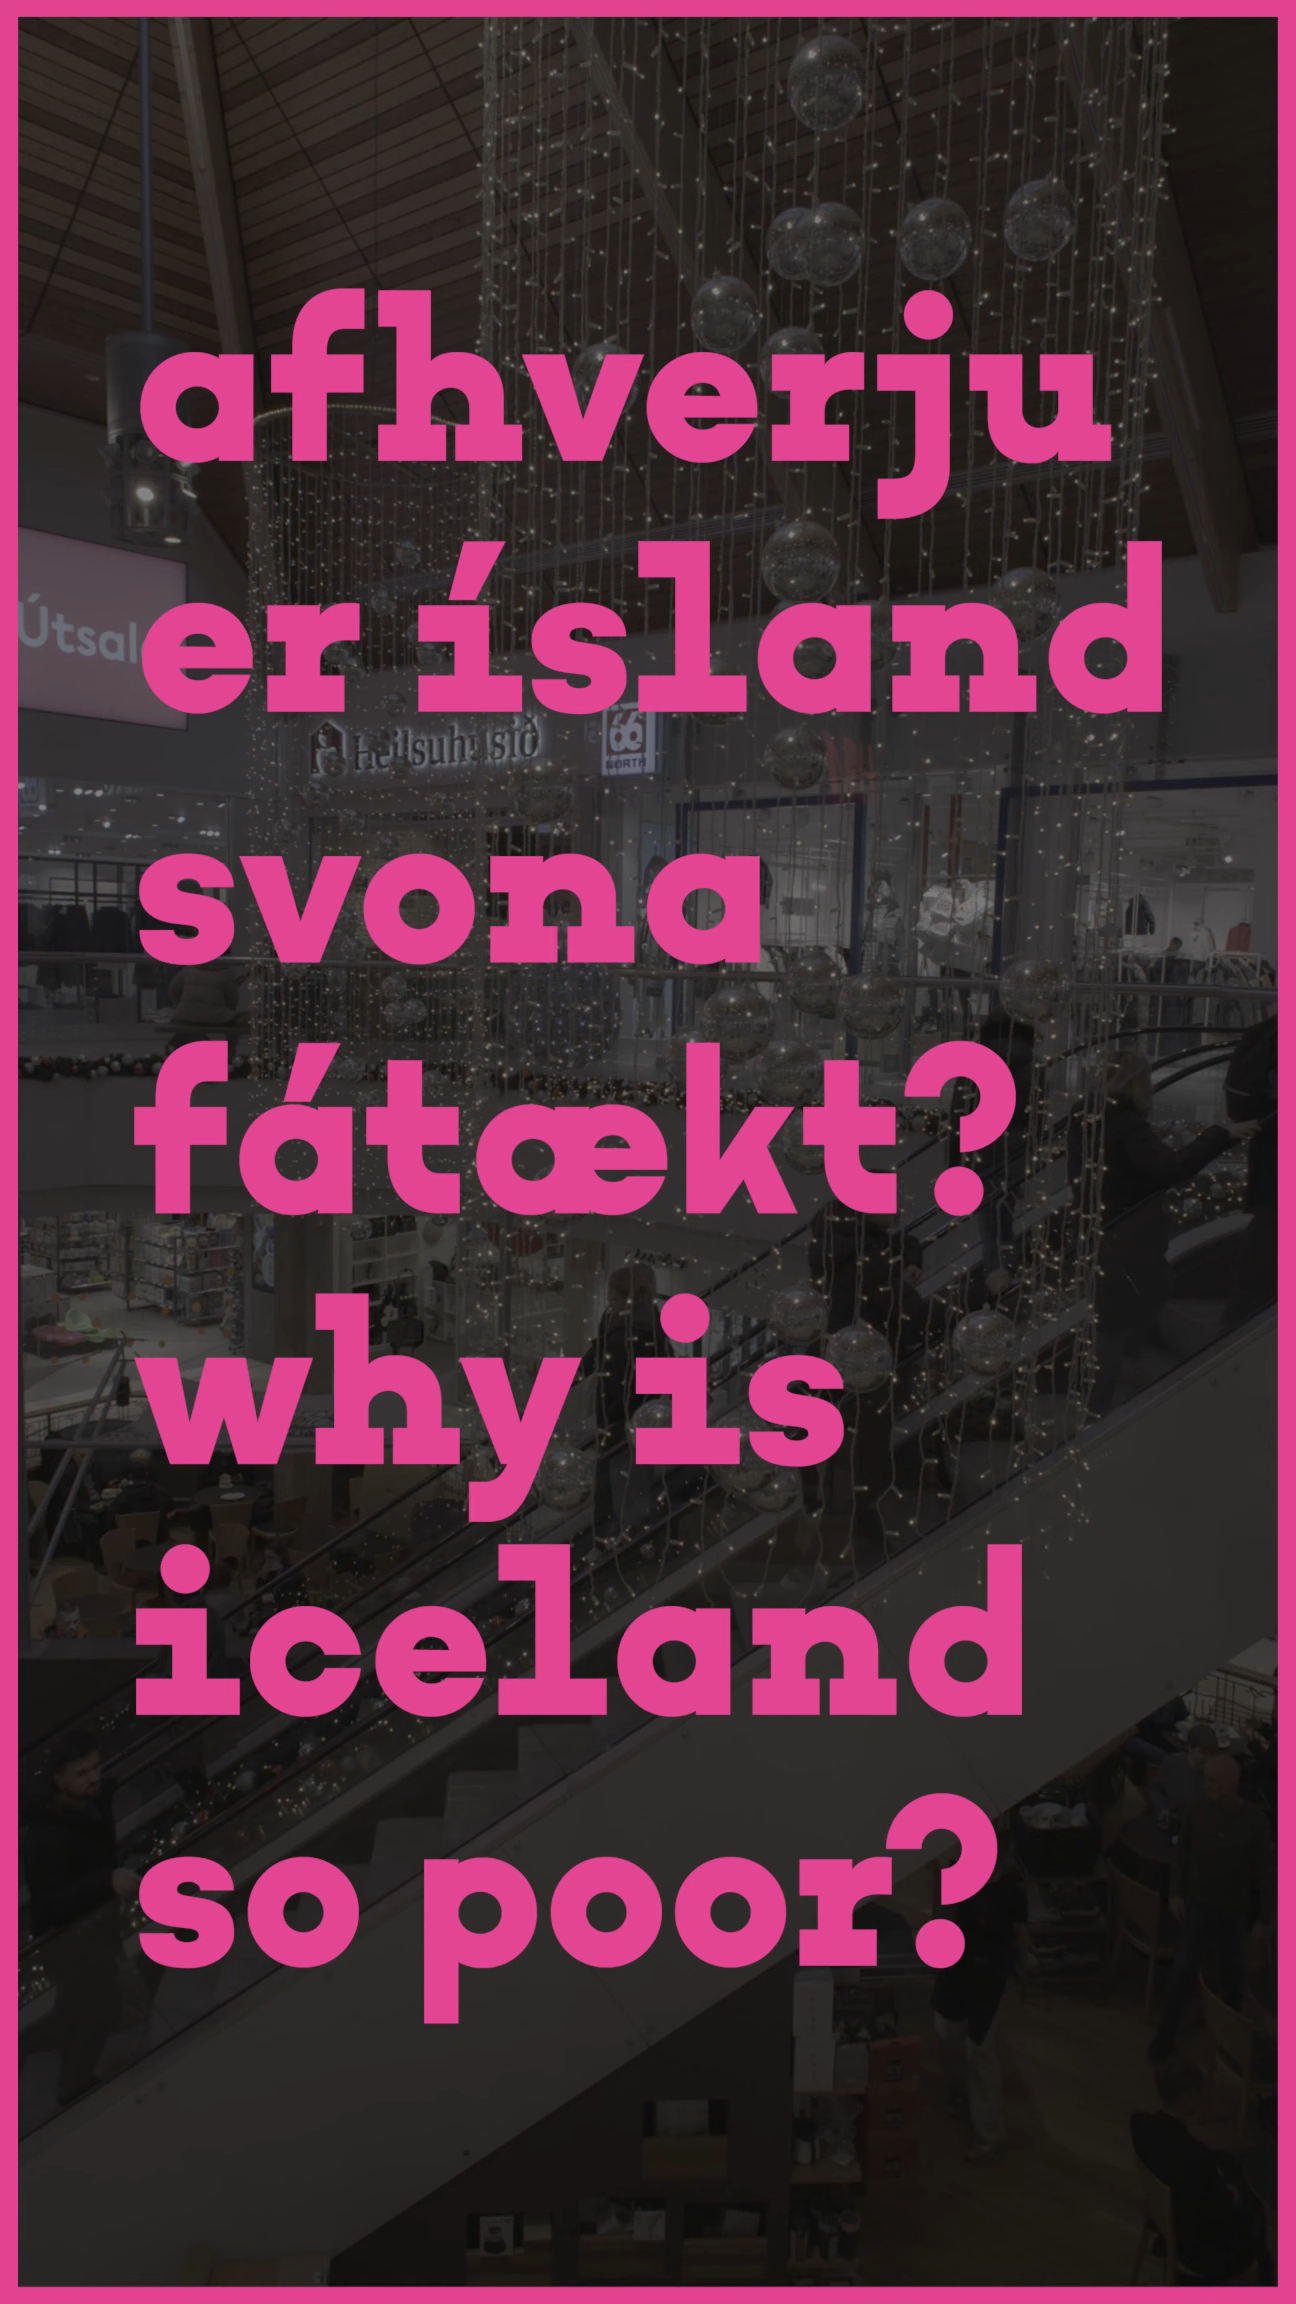 afhverju
er ísland
svona
fátækt?
why is
iceland
so poor?
Útsal
Heilsuhúsið
66
NORTH